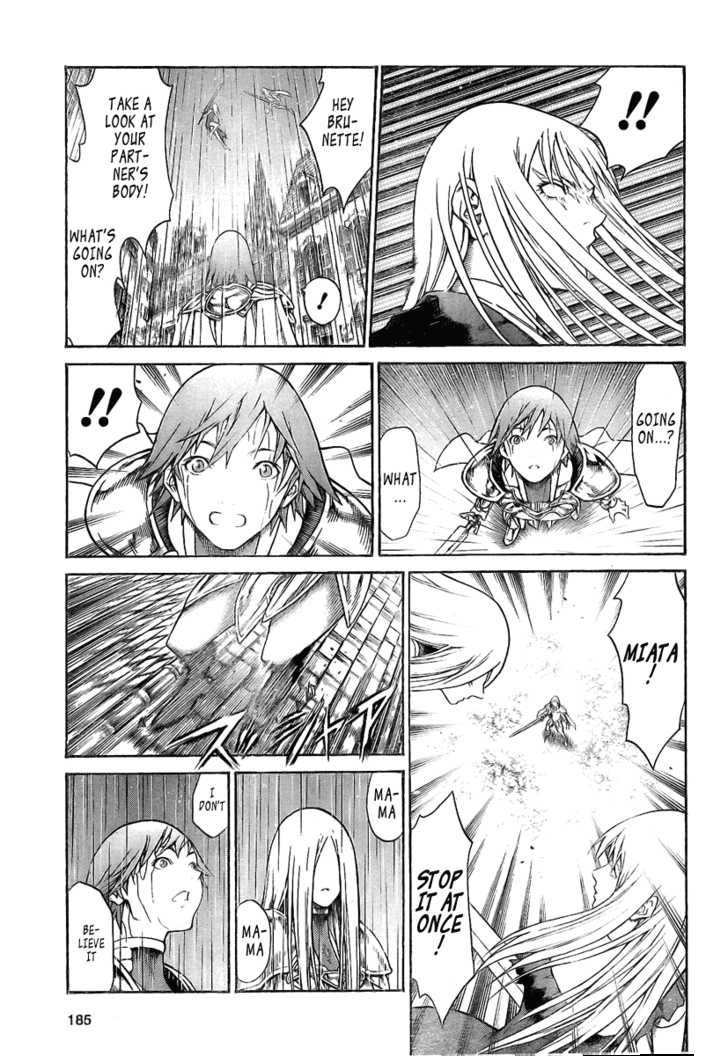 !!
HEY
BRU-
NETTE!
TAKE A
LOOK AT
YOUR
PART-
NER'S
BODY!
WHAT'S
GOING
ON?
!
GOING
ON...?
WHAT
...
!!
MIATA
!
STOP
IT AT
ONCE
!
MA-
MA
MA-
MA
I
DON'T
BE-
LIEVE
IT
185